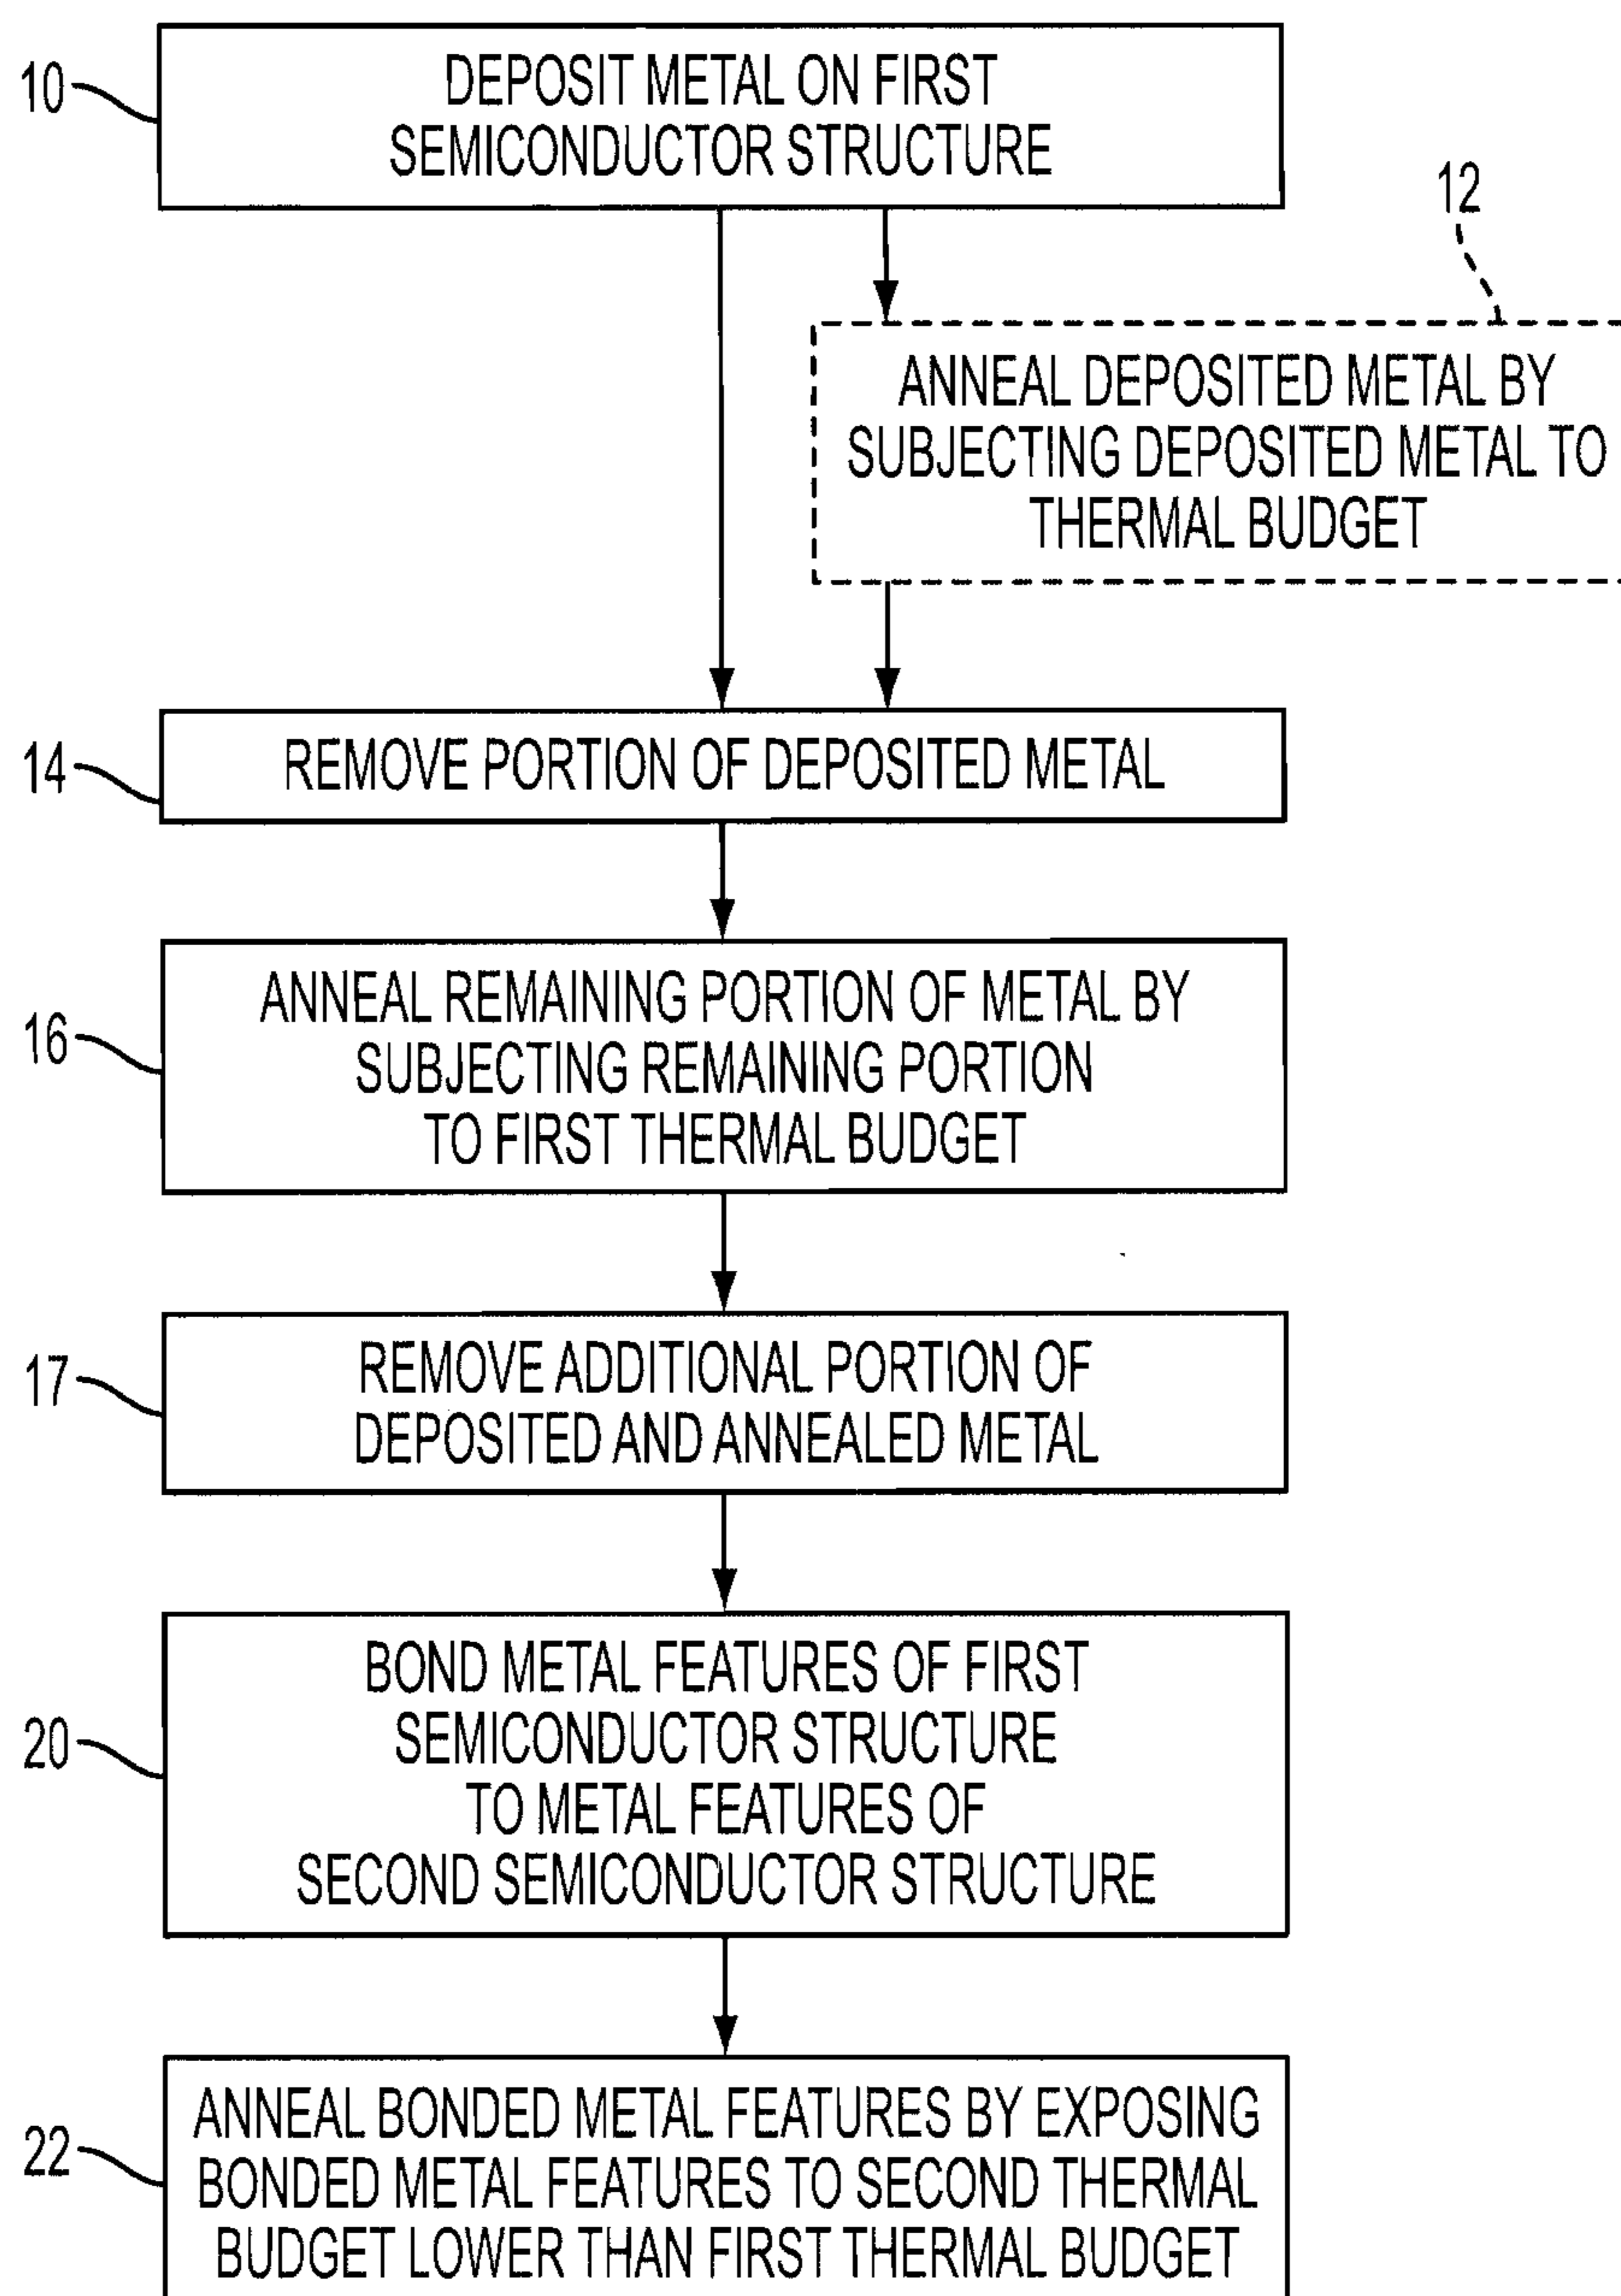 10
DEPOSIT METAL ON FIRST
SEMICONDUCTOR STRUCTURE
12
ANNEAL DEPOSITED METAL BY
SUBJECTING DEPOSITED METAL TO
THERMAL BUDGET
14
REMOVE PORTION OF DEPOSITED METAL
16
ANNEAL REMAINING PORTION OF METAL BY
SUBJECTING REMAINING PORTION
TO FIRST THERMAL BUDGET
17
REMOVE ADDITIONAL PORTION OF
DEPOSITED AND ANNEALED METAL
20
BOND METAL FEATURES OF FIRST
SEMICONDUCTOR STRUCTURE
TO METAL FEATURES OF
SECOND SEMICONDUCTOR STRUCTURE
22
ANNEAL BONDED METAL FEATURES BY EXPOSING
BONDED METAL FEATURES TO SECOND THERMAL
BUDGET LOWER THAN FIRST THERMAL BUDGET